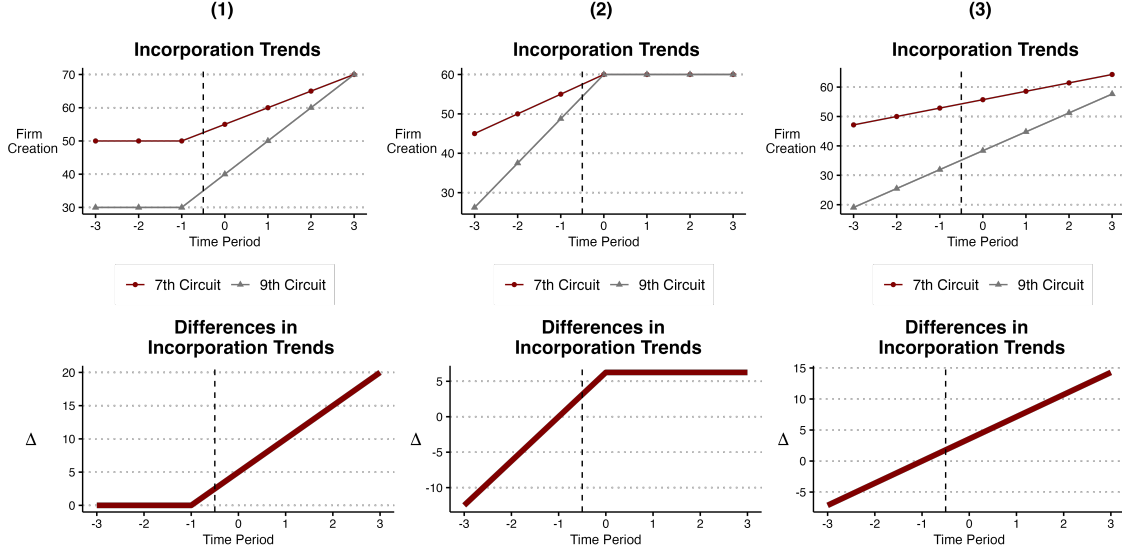 (1)
(2)
(3)
Incorporation Trends
Incorporation Trends
Incorporation Trends
70
60
50
40
30
Firm
Creation
-3 -2 -1 0 1 2 3
Time Period
60
50
40
30
Firm
Creation
-3 -2 -1 0 1 2 3
Time Period
60
50
40
30
20
Firm
Creation
-3 -2 -1 0 1 2 3
Time Period
7th Circuit 9th Circuit
7th Circuit 9th Circuit
7th Circuit 9th Circuit
Differences in
Incorporation Trends
20
15
10
5
0
Δ
-3 -2 -1 0 1 2 3
Time Period
Differences in
Incorporation Trends
5
0
-5
-10
Δ
-3 -2 -1 0 1 2 3
Time Period
Differences in
Incorporation Trends
15
10
5
0
-5
Δ
-3 -2 -1 0 1 2 3
Time Period